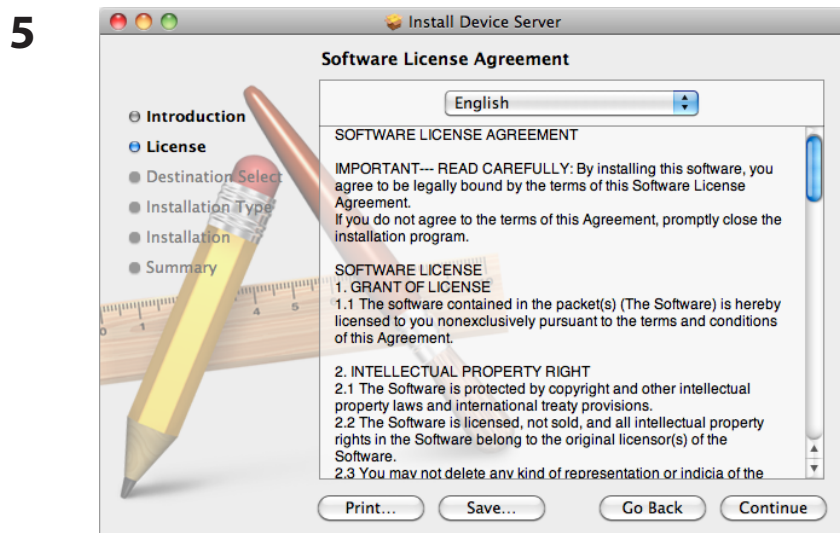 5
Install Device Server
Software License Agreement
Introduction
License
Destination Select
Installation Type
Installation
Summary
English
SOFTWARE LICENSE AGREEMENT
IMPORTANT--- READ CAREFULLY: By installing this software, you
agree to be legally bound by the terms of this Software License
Agreement.
If you do not agree to the terms of this Agreement, promptly close the
installation program.
SOFTWARE LICENSE
1. GRANT OF LICENSE
1.1 The software contained in the packet(s) (The Software) is hereby
licensed to you nonexclusively pursuant to the terms and conditions
of this Agreement.
2. INTELLECTUAL PROPERTY RIGHT
2.1 The Software is protected by copyright and other intellectual
property laws and international treaty provisions.
2.2 The Software is licensed, not sold, and all intellectual property
rights in the Software belong to the original licensor(s) of the
Software.
2.3 You may not delete any kind of representation or indicia of the
0 1 4 5
Print... Save... Go Back Continue